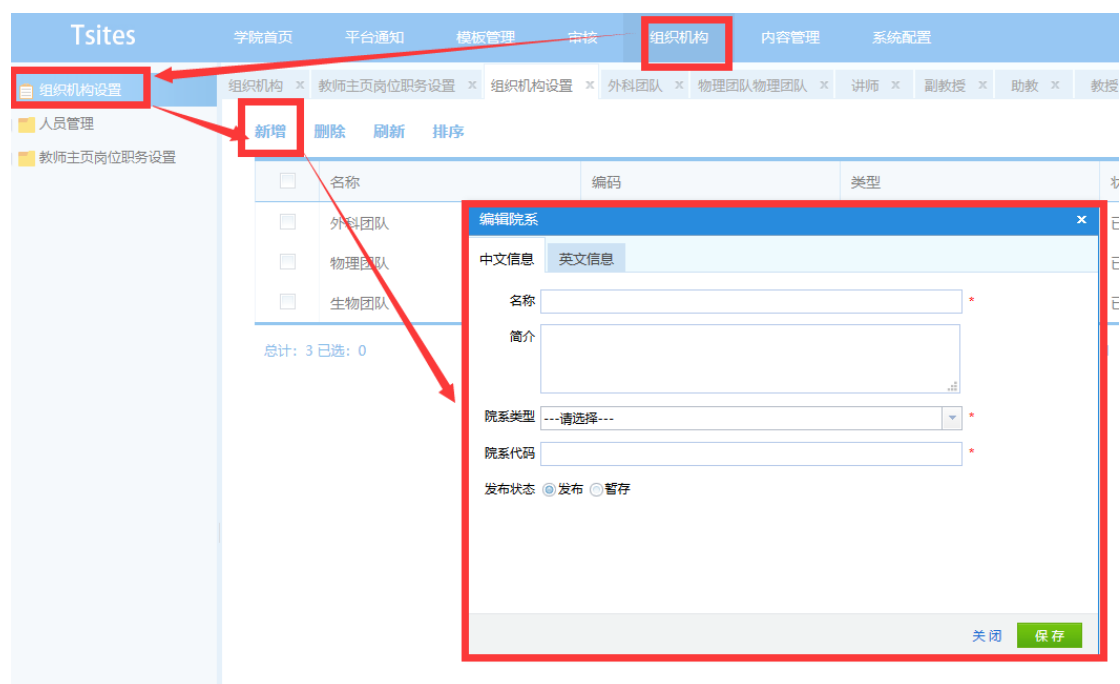 Tsites 学院首页 平台通知 模板管理 审核 组织机构 内容管理 系统配置
组织机构设置
人员管理
教师主页岗位职务设置
组织机构 x 教师主页岗位职务设置 x 组织机构设置 x 外科团队 x 物理团队物理团队 x 讲师 x 副教授 x 助教 x 教授
新增 删除 刷新 排序
名称 编码 类型
外科团队
物理团队
生物团队
总计: 3 已选: 0
编辑院系 ×
中文信息 英文信息
名称 *
简介
院系类型 ---请选择--- *
院系代码 *
发布状态 发布 暂存
关闭 保存